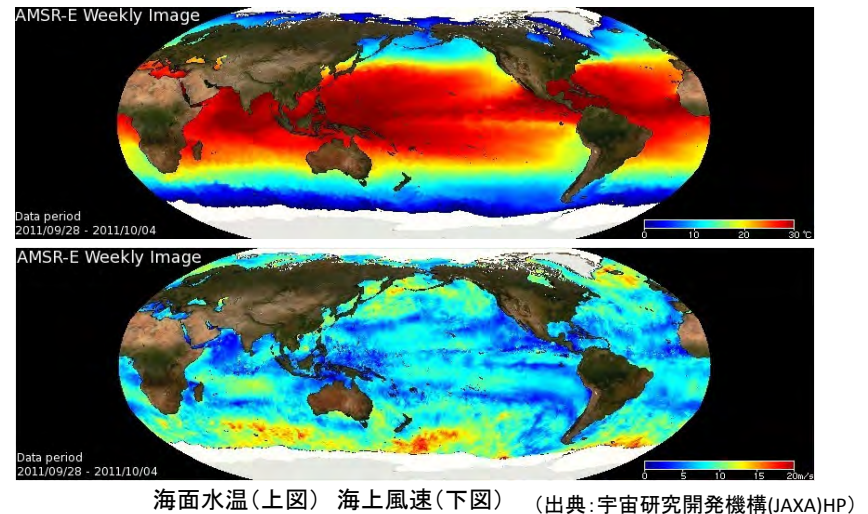 AMSR-E Weekly Image
Data period
2011/09/28 - 2011/10/04
0 10 20 30 ℃
AMSR-E Weekly Image
Data period
2011/09/28 - 2011/10/04
0 5 10 15 20m/s
海面水温(上図) 海上風速(下図) (出典:宇宙研究開発機構(JAXA)HP)